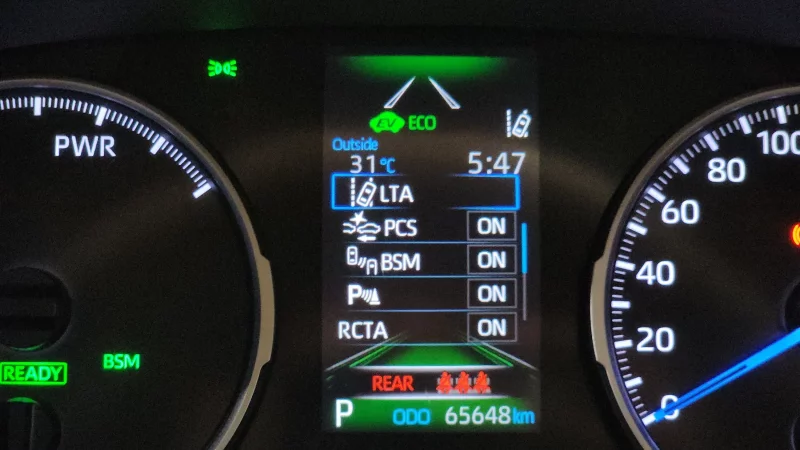 EV ECO
Outside
31°C 5:47
LTA
PCS ON
BSM ON
P ON
RCTA ON
REAR
P ODO 65648km
PWR
READY
BSM
100
80
60
40
20
0